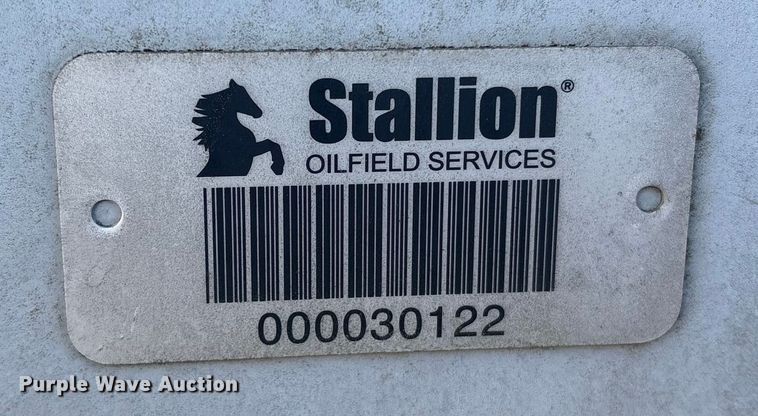 Stallion®
OILFIELD SERVICES
000030122
Purple Wave Auction